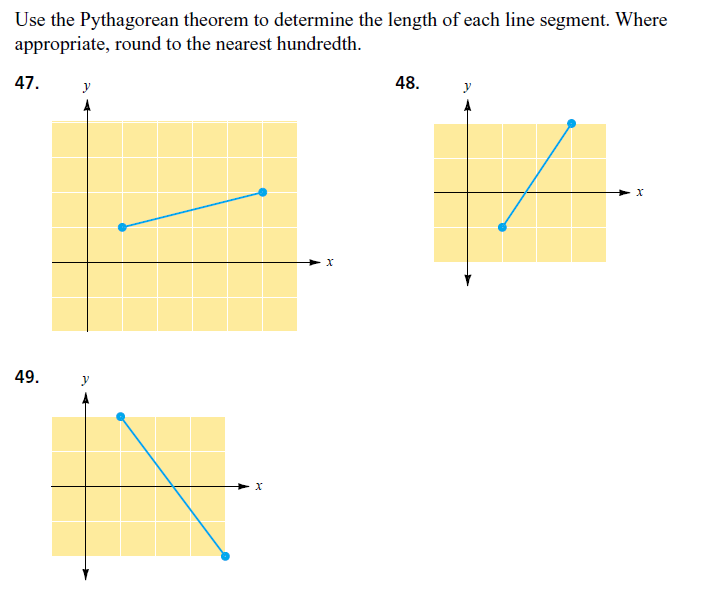 Use the Pythagorean theorem to determine the length of each line segment. Where
appropriate, round to the nearest hundredth.
47.
y
x
48.
y
x
49.
y
x